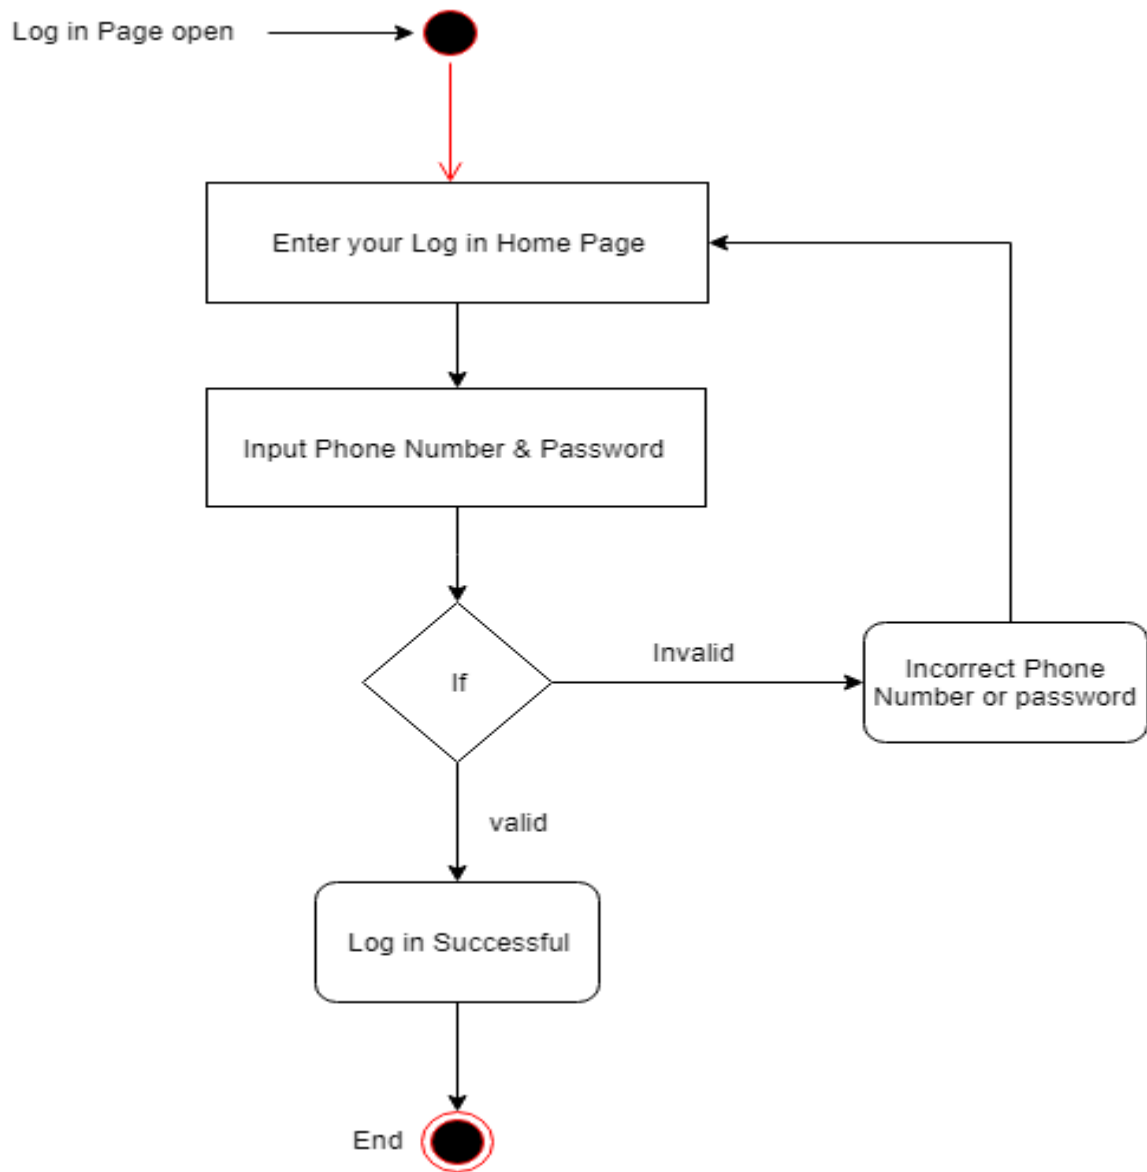 Log in Page open
Enter your Log in Home Page
Input Phone Number & Password
If
Invalid
Incorrect Phone
Number or password
valid
Log in Successful
End